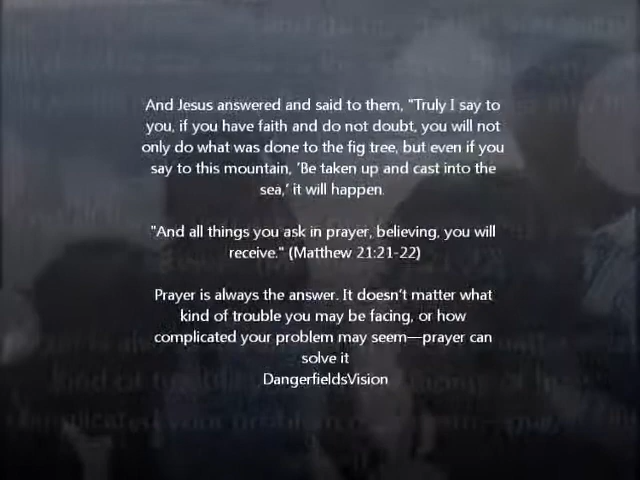 And Jesus answered and said to them, "Truly I say to
you, if you have faith and do not doubt, you will not
only do what was done to the fig tree, but even if you
say to this mountain, 'Be taken up and cast into the
sea,' it will happen.
"And all things you ask in prayer, believing, you will
receive." (Matthew 21:21-22)
Prayer is always the answer. It doesn't matter what
kind of trouble you may be facing, or how
complicated your problem may seem—prayer can
solve it
DangerfieldsVision